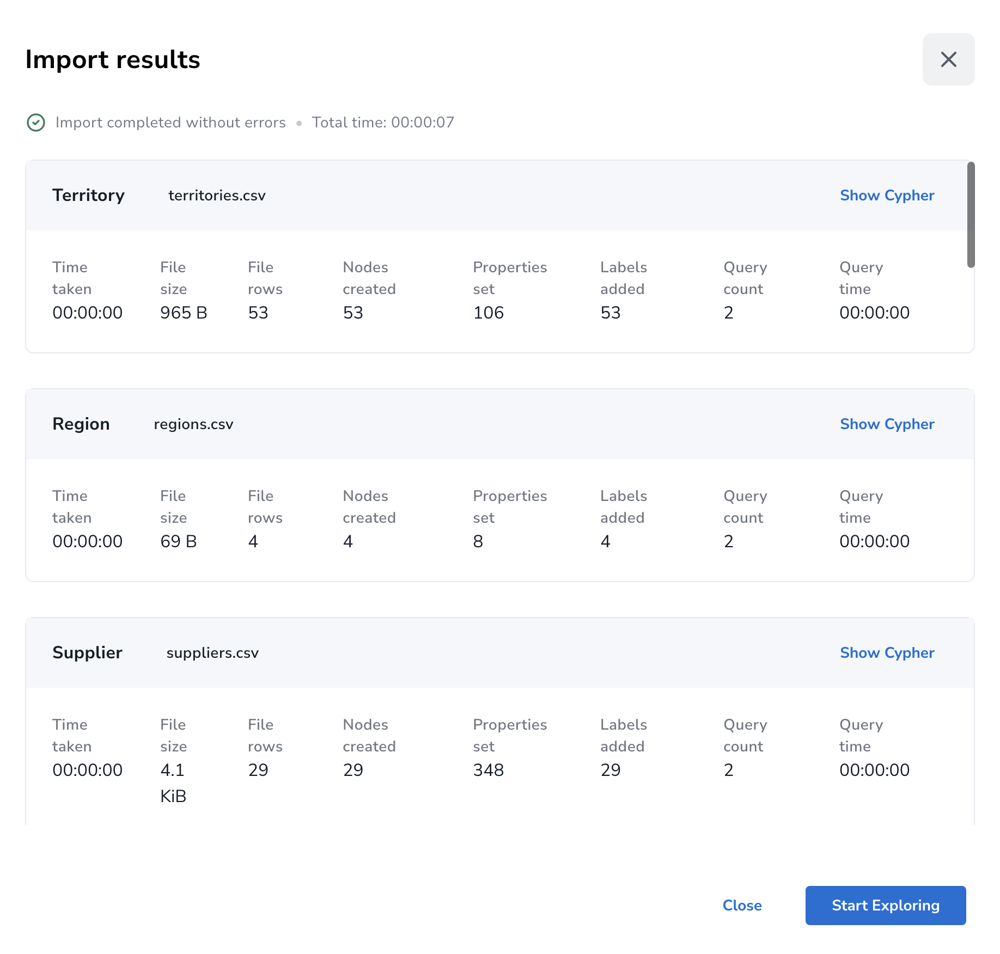 Import results
Import completed without errors • Total time: 00:00:07
Territory territories.csv Show Cypher
Time File File Nodes Properties Labels Query Query
taken size rows created set added count time
00:00:00 965 B 53 53 106 53 2 00:00:00
Region regions.csv Show Cypher
Time File File Nodes Properties Labels Query Query
taken size rows created set added count time
00:00:00 69 B 4 4 8 4 2 00:00:00
Supplier suppliers.csv Show Cypher
Time File File Nodes Properties Labels Query Query
taken size rows created set added count time
00:00:00 4.1 29 29 348 29 2 00:00:00
KiB
Close Start Exploring